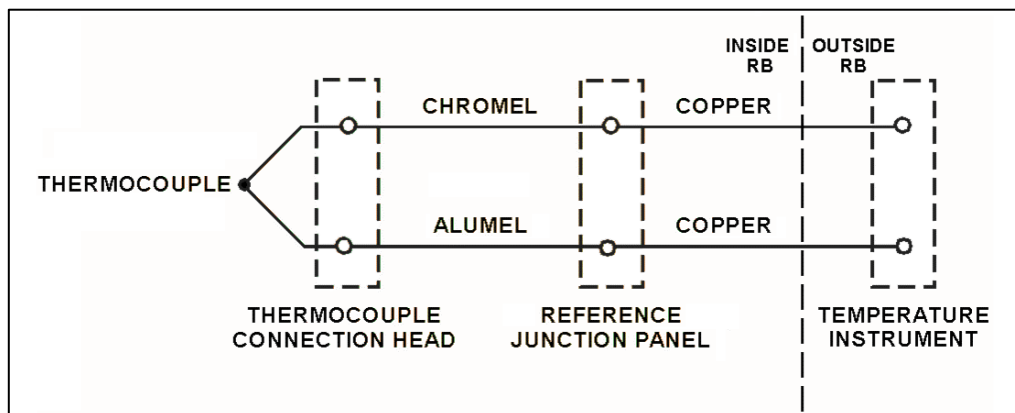 INSIDE
RB
OUTSIDE
RB
CHROMEL
COPPER
THERMOCOUPLE
ALUMEL
COPPER
THERMOCOUPLE
CONNECTION HEAD
REFERENCE
JUNCTION PANEL
TEMPERATURE
INSTRUMENT